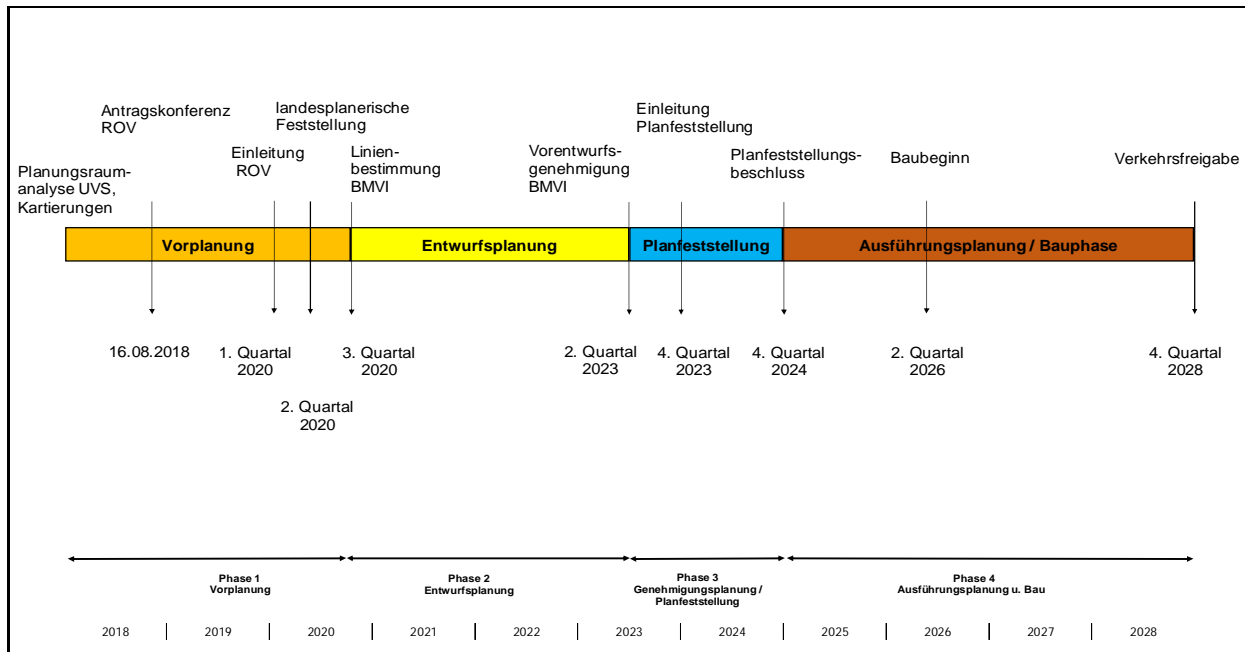 Antragskonferenz
ROV
landesplanerische
Feststellung
Einleitung
Planfeststellung
Einleitung
ROV
Linien-
bestimmung
BMVI
Vorentwurfs-
genehmigung
BMVI
Planfeststellungs-
beschluss
Baubeginn
Verkehrsfreigabe
Planungsraum-
analyse UVS,
Kartierungen
Vorplanung
Entwurfsplanung
Planfeststellung
Ausführungsplanung / Bauphase
16.08.2018
1. Quartal
2020
2. Quartal
2020
3. Quartal
2020
2. Quartal
2023
4. Quartal
2023
4. Quartal
2024
2. Quartal
2026
4. Quartal
2028
Phase 1
Vorplanung
Phase 2
Entwurfsplanung
Phase 3
Genehmigungsplanung /
Planfeststellung
Phase 4
Ausführungsplanung u. Bau
2018 2019 2020 2021 2022 2023 2024 2025 2026 2027 2028